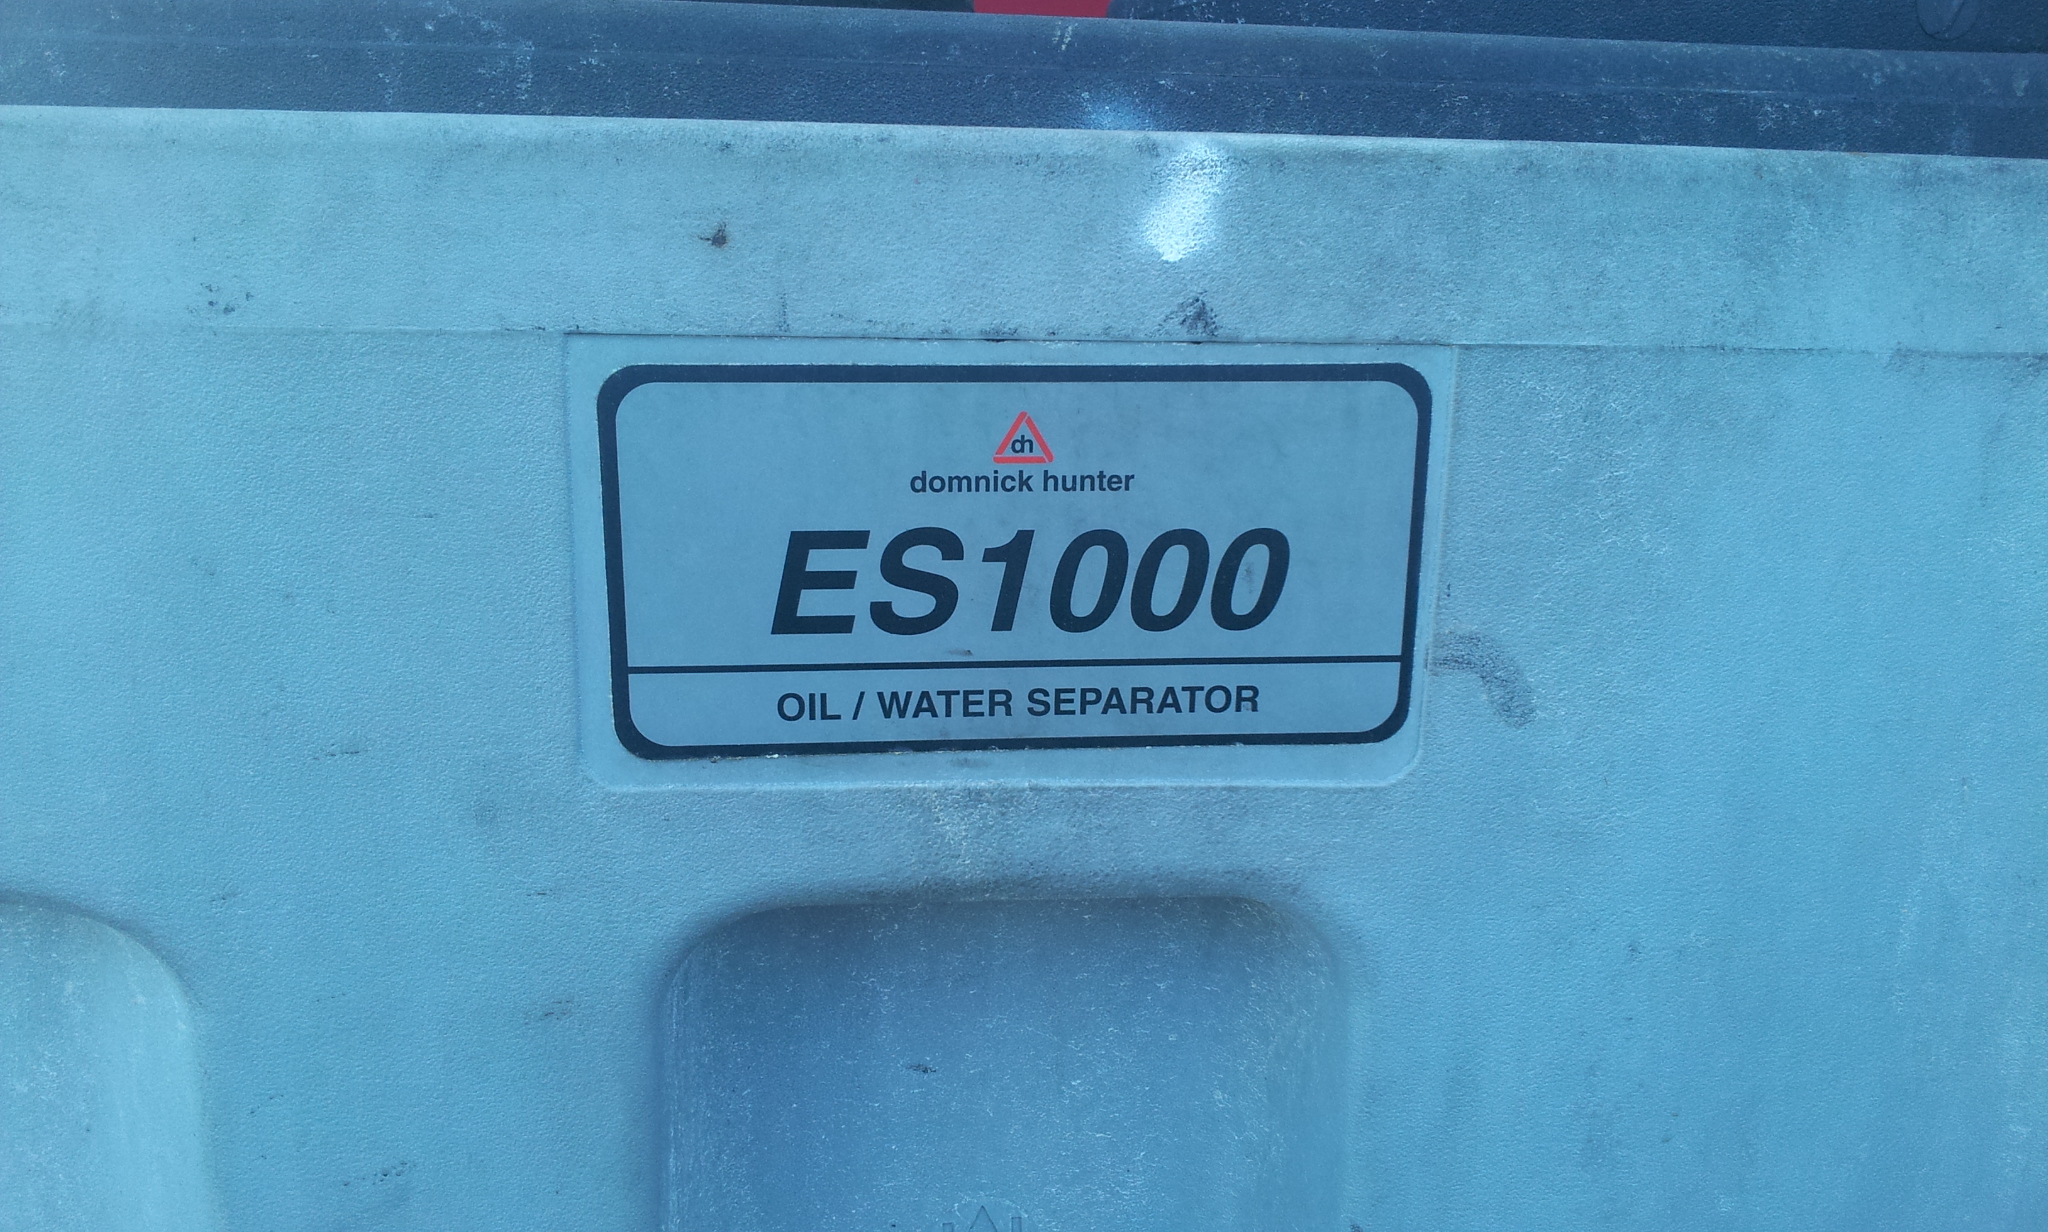 dh
domnick hunter
ES1000
OIL / WATER SEPARATOR